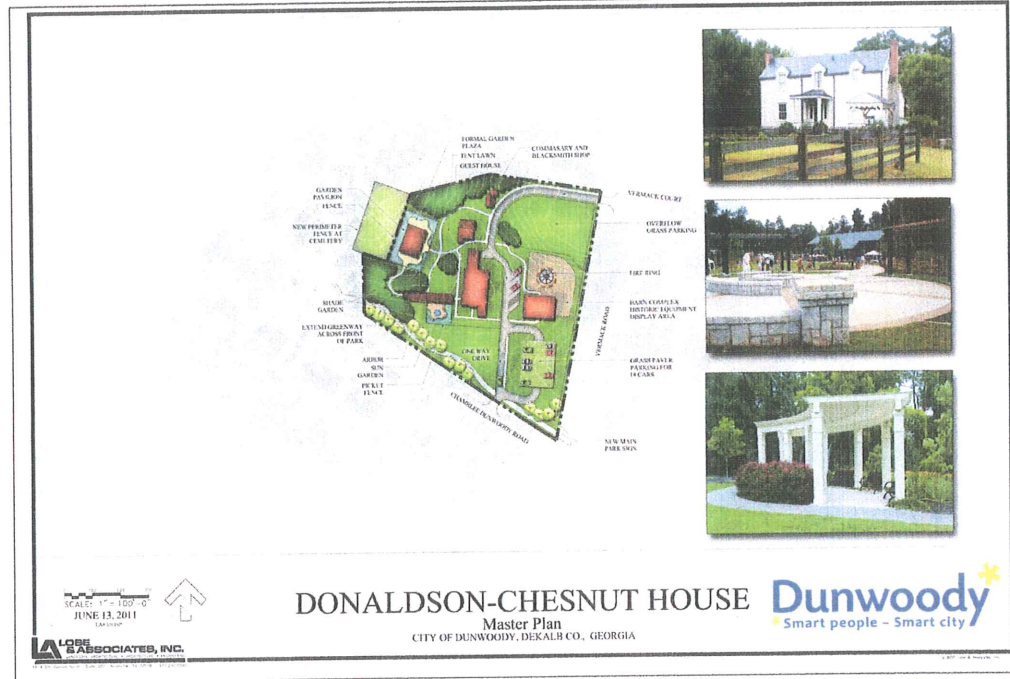 FORMAL GARDEN
PLAZA
TENT LAWN
GUEST HOUSE
COMMASARY AND
BLACKSMITH SHOP
GARDEN
PAVILION
FENCE
NEW PERIMETER
FENCE AT
CEMETERY
SHADE
GARDEN
EXTEND GREENWAY
ACROSS FRONT
OF PARK
ARBOR
SUN
GARDEN
PICKET
FENCE
ONE WAY
DRIVE
CHAMBLEE DUNWOODY ROAD
VERMACK COURT
OVERFLOW
GRASS PARKING
FIRE RING
BARN COMPLEX
HISTORIC EQUIPMENT
DISPLAY AREA
VERMACK ROAD
GRASS PAVER
PARKING FOR
NEW MAIN
PARK SIGN
SCALE: 1" = 100'-0"
JUNE 13, 2011
LOSE
& ASSOCIATES, INC.
DONALDSON-CHESNUT HOUSE
Master Plan
CITY OF DUNWOODY, DEKALB CO., GEORGIA
Dunwoody
Smart people - Smart city